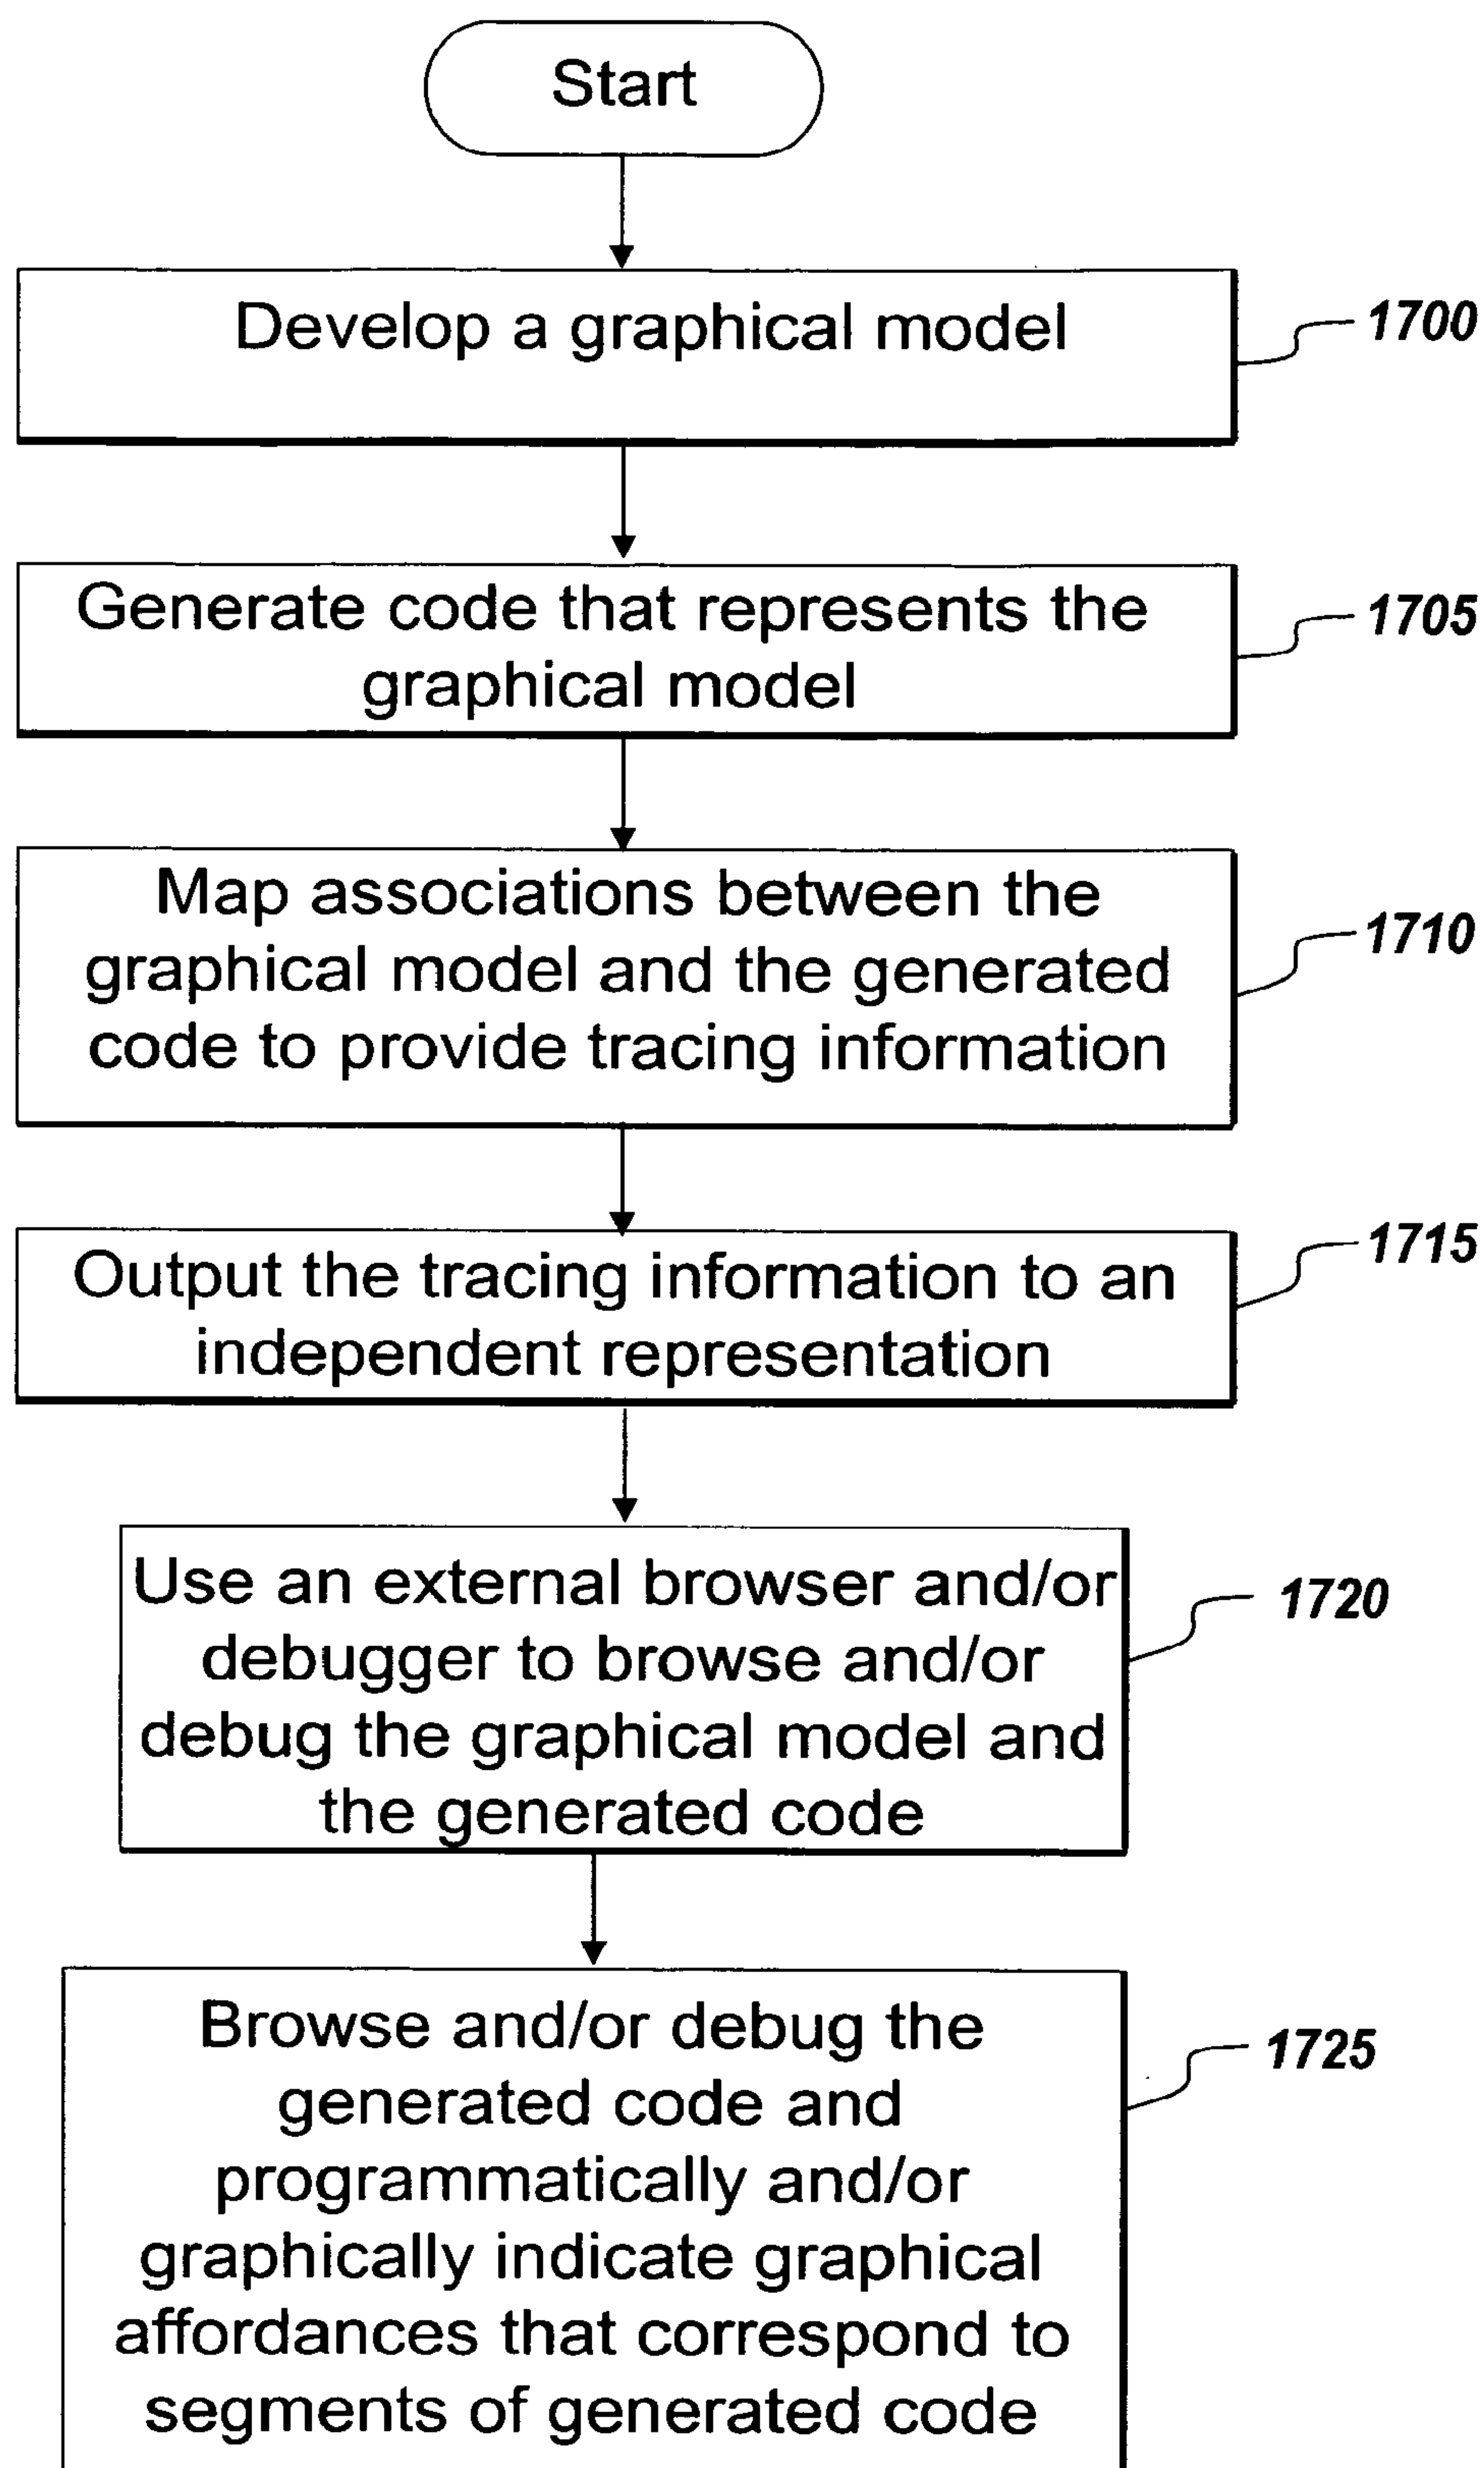 Start
Develop a graphical model
1700
Generate code that represents the
graphical model
1705
Map associations between the
graphical model and the generated
code to provide tracing information
1710
Output the tracing information to an
independent representation
1715
Use an external browser and/or
debugger to browse and/or
debug the graphical model and
the generated code
1720
Browse and/or debug the
generated code and
programmatically and/or
graphically indicate graphical
affordances that correspond to
segments of generated code
1725